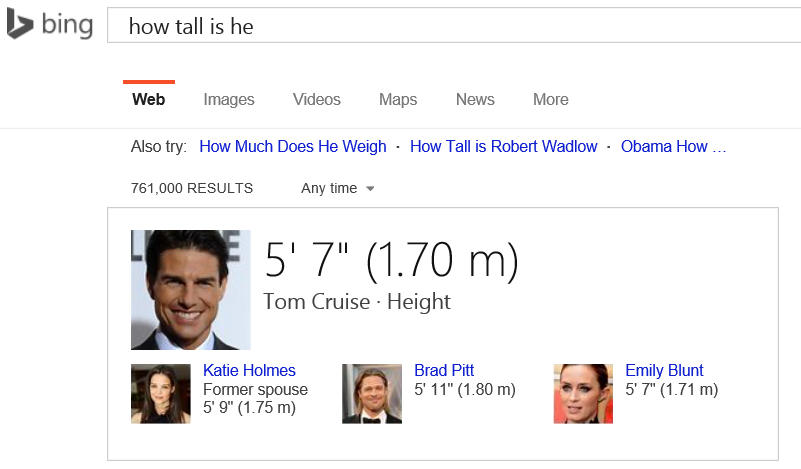 bing
how tall is he
Web Images Videos Maps News More
Also try: How Much Does He Weigh · How Tall is Robert Wadlow · Obama How ...
761,000 RESULTS Any time
5' 7" (1.70 m)
Tom Cruise · Height
Katie Holmes
Former spouse
5' 9" (1.75 m)
Brad Pitt
5' 11" (1.80 m)
Emily Blunt
5' 7" (1.71 m)